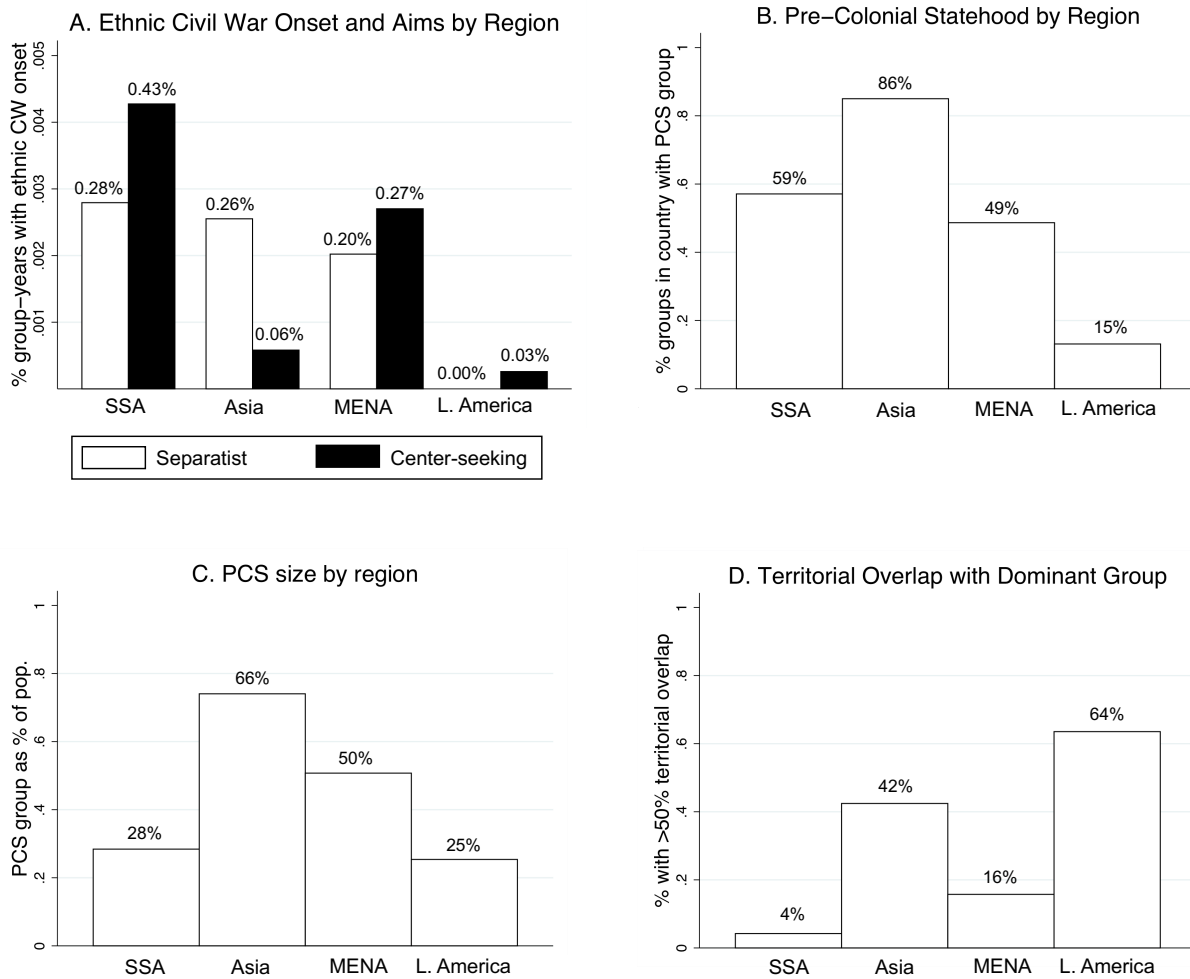 A. Ethnic Civil War Onset and Aims by Region
% group−years with ethnic CW onset
.001 .002 .003 .004 .005
0.28%
0.43%
0.26%
0.06%
0.20%
0.27%
0.00%
0.03%
SSA Asia MENA L. America
Separatist Center-seeking
B. Pre−Colonial Statehood by Region
% groups in country with PCS group
0 .2 .4 .6 .8 1
59%
86%
49%
15%
SSA Asia MENA L. America
C. PCS size by region
PCS group as % of pop.
0 .2 .4 .6 .8 1
28%
66%
50%
25%
SSA Asia MENA L. America
D. Territorial Overlap with Dominant Group
% with >50% territorial overlap
0 .2 .4 .6 .8 1
4%
42%
16%
64%
SSA Asia MENA L. America